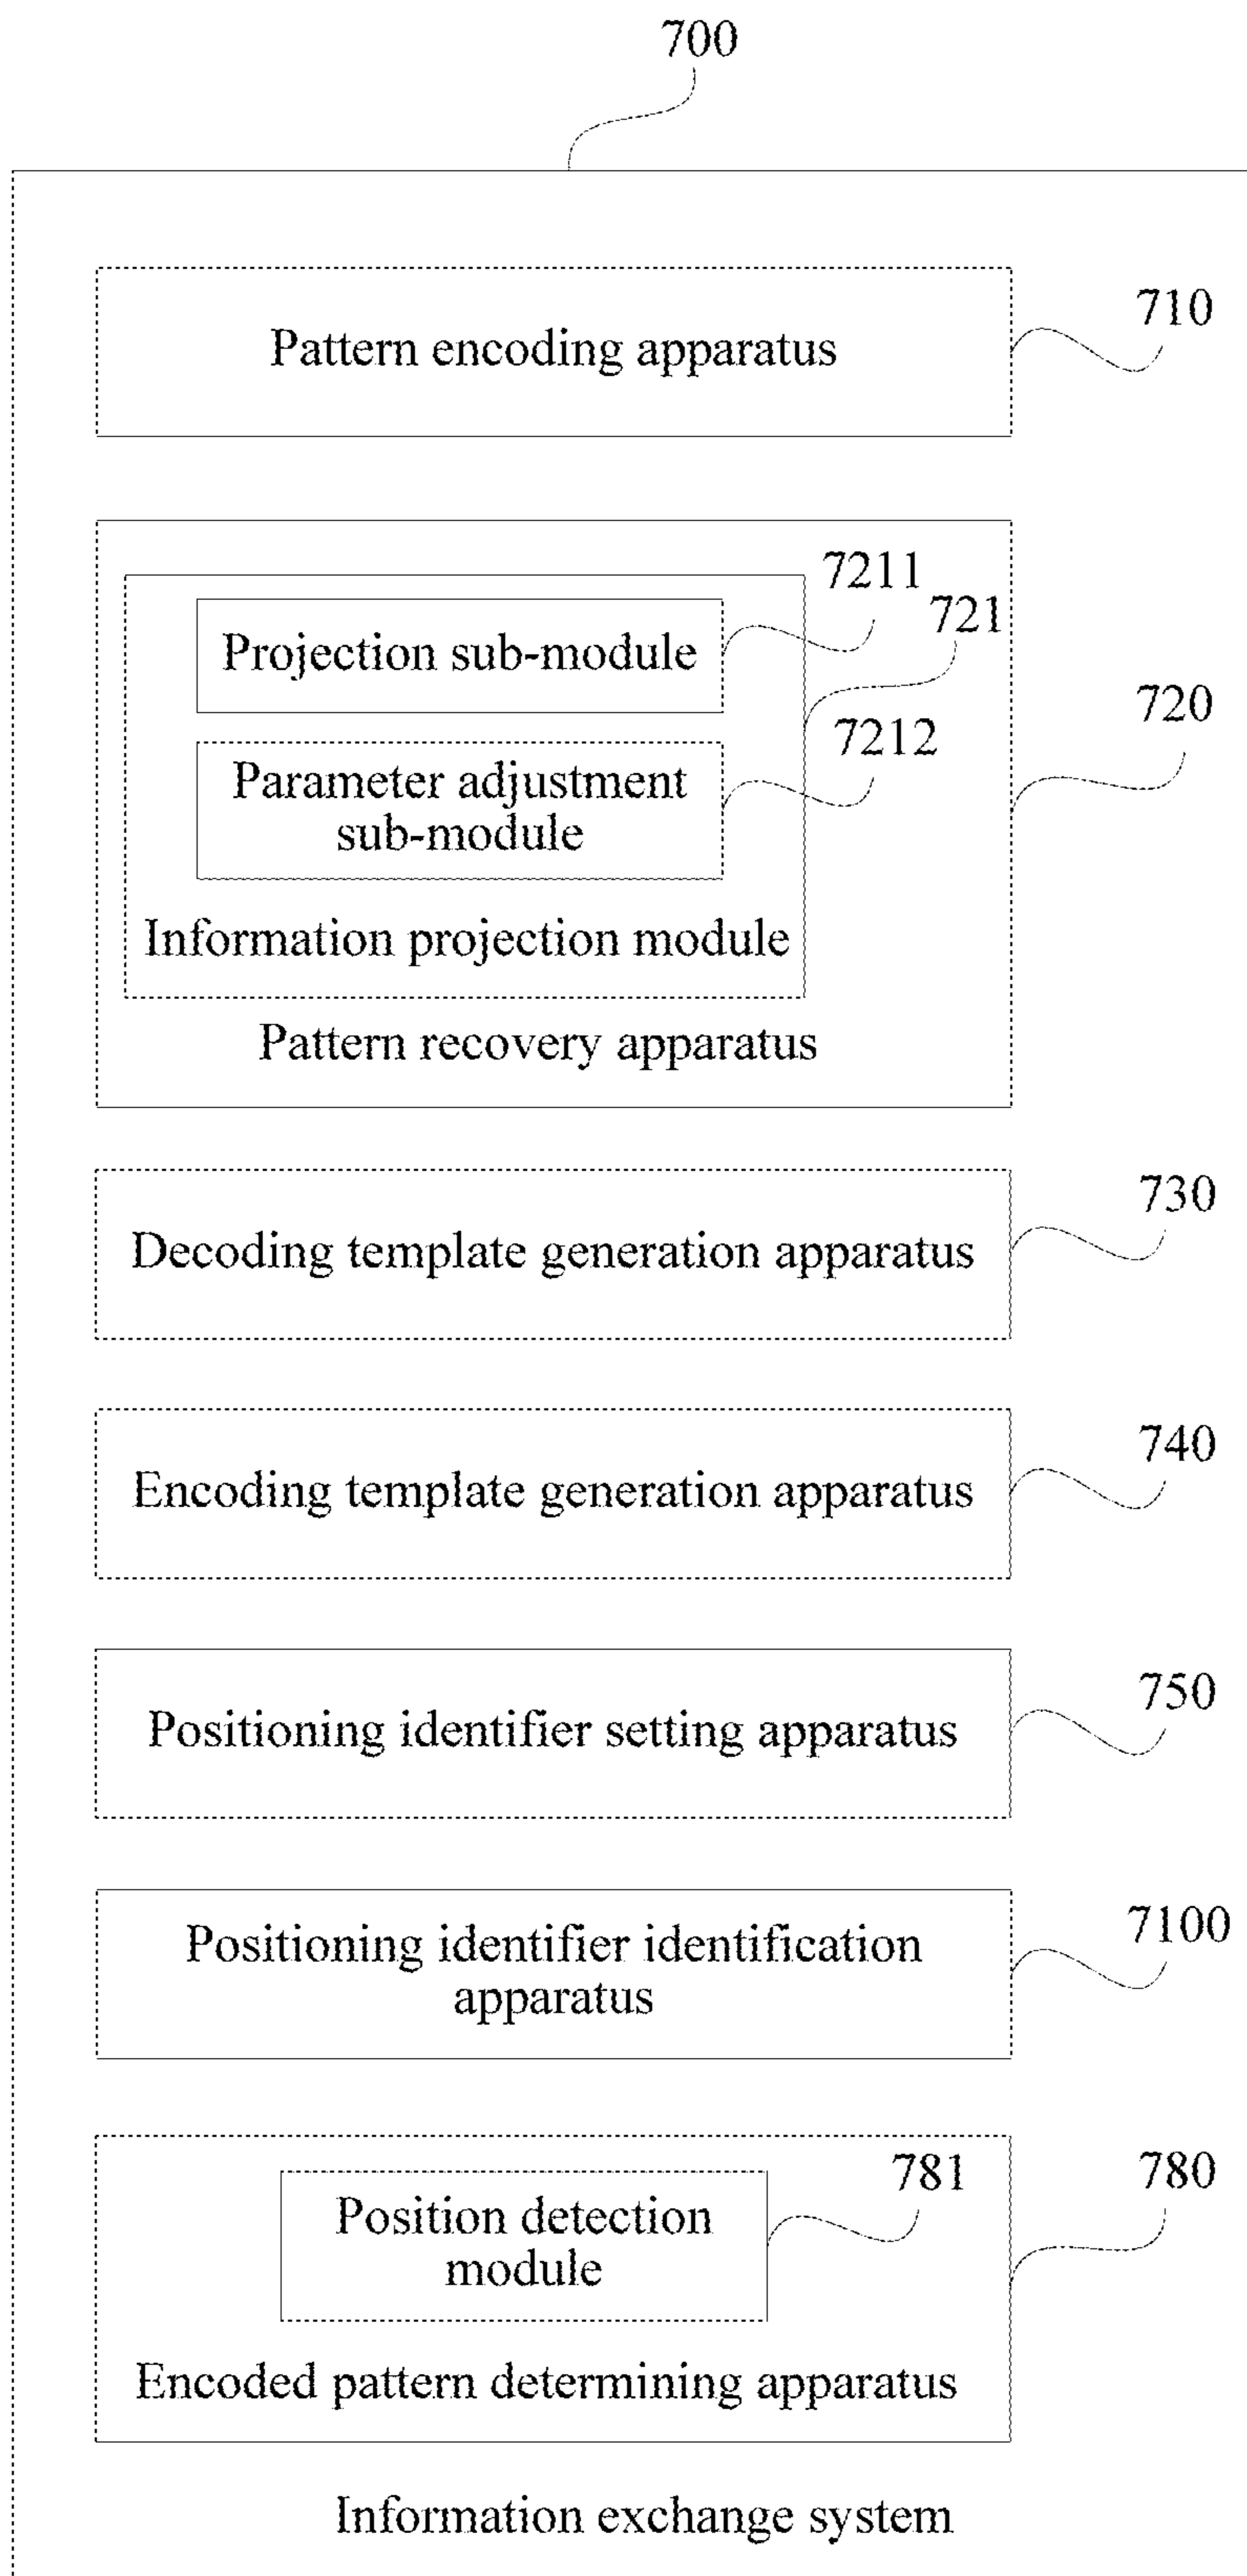 700
710
Pattern encoding apparatus
7211
721
Projection sub-module
720
7212
Parameter adjustment
sub-module
Information projection module
Pattern recovery apparatus
730
Decoding template generation apparatus
740
Encoding template generation apparatus
750
Positioning identifier setting apparatus
7100
Positioning identifier identification
apparatus
781
780
Position detection
module
Encoded pattern determining apparatus
Information exchange system